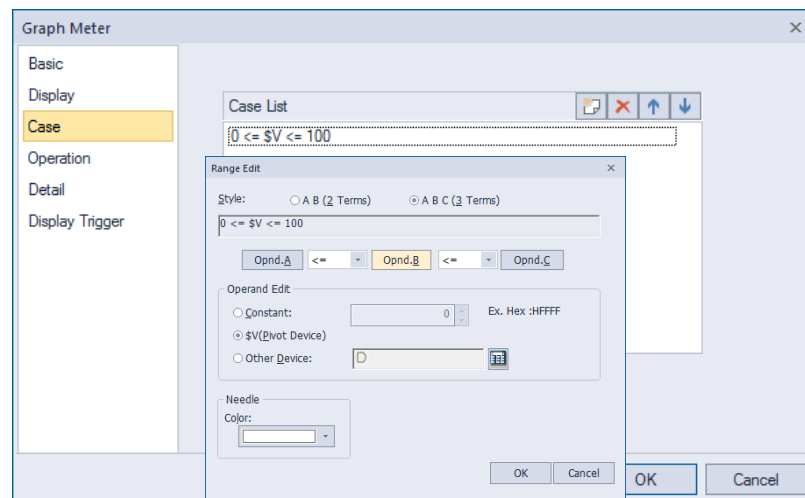 Graph Meter
Basic
Display
Case
Operation
Detail
Display Trigger
Case List
0 <= $V <= 100
Range Edit
Style: A B (2 Terms) A B C (3 Terms)
0 <= $V <= 100
Opnd.A <= Opnd.B <= Opnd.C
Operand Edit
Constant: 0 Ex. Hex :HFFFF
$V(Pivot Device)
Other Device: D
Needle
Color:
OK Cancel
OK Cancel